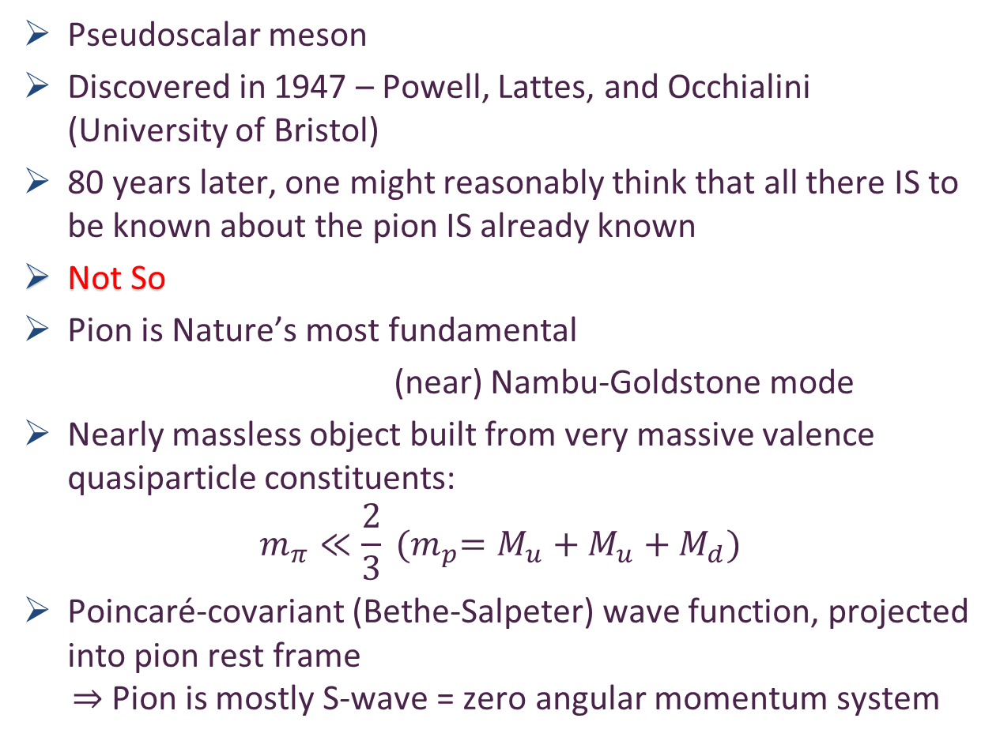 ➢ Pseudoscalar meson
➢ Discovered in 1947 – Powell, Lattes, and Occhialini
(University of Bristol)
➢ 80 years later, one might reasonably think that all there IS to
be known about the pion IS already known
➢ Not So
➢ Pion is Nature’s most fundamental
(near) Nambu-Goldstone mode
➢ Nearly massless object built from very massive valence
quasiparticle constituents:
$m_\pi \ll \frac{2}{3} \ (m_p = M_u + M_u + M_d)$
➢ Poincaré-covariant (Bethe-Salpeter) wave function, projected
into pion rest frame
⇒ Pion is mostly S-wave = zero angular momentum system